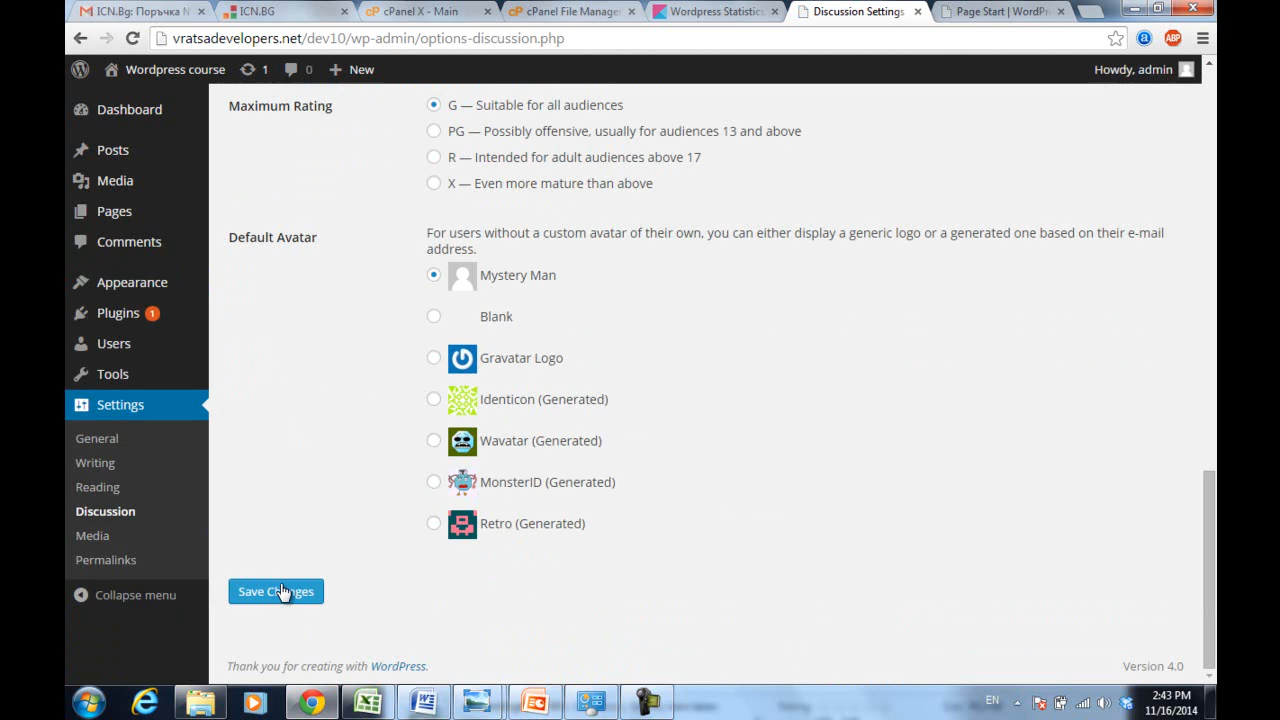 ICN.Bg: Поръчка №
ICN.BG
cPanel X - Main
cPanel File Manage
Wordpress Statistics
Discussion Settings
Page Start | WordPr
vratsadevelopers.net/dev10/wp-admin/options-discussion.php
ABP
Wordpress course
1
0
New
Howdy, admin
Dashboard
Posts
Media
Pages
Comments
Appearance
Plugins 1
Users
Tools
Settings
General
Writing
Reading
Discussion
Media
Permalinks
Collapse menu
Maximum Rating
G — Suitable for all audiences
PG — Possibly offensive, usually for audiences 13 and above
R — Intended for adult audiences above 17
X — Even more mature than above
Default Avatar
For users without a custom avatar of their own, you can either display a generic logo or a generated one based on their e-mail
address.
Mystery Man
Blank
Gravatar Logo
Identicon (Generated)
Wavatar (Generated)
MonsterID (Generated)
Retro (Generated)
Save Changes
Thank you for creating with WordPress.
Version 4.0
EN
2:43 PM
11/16/2014